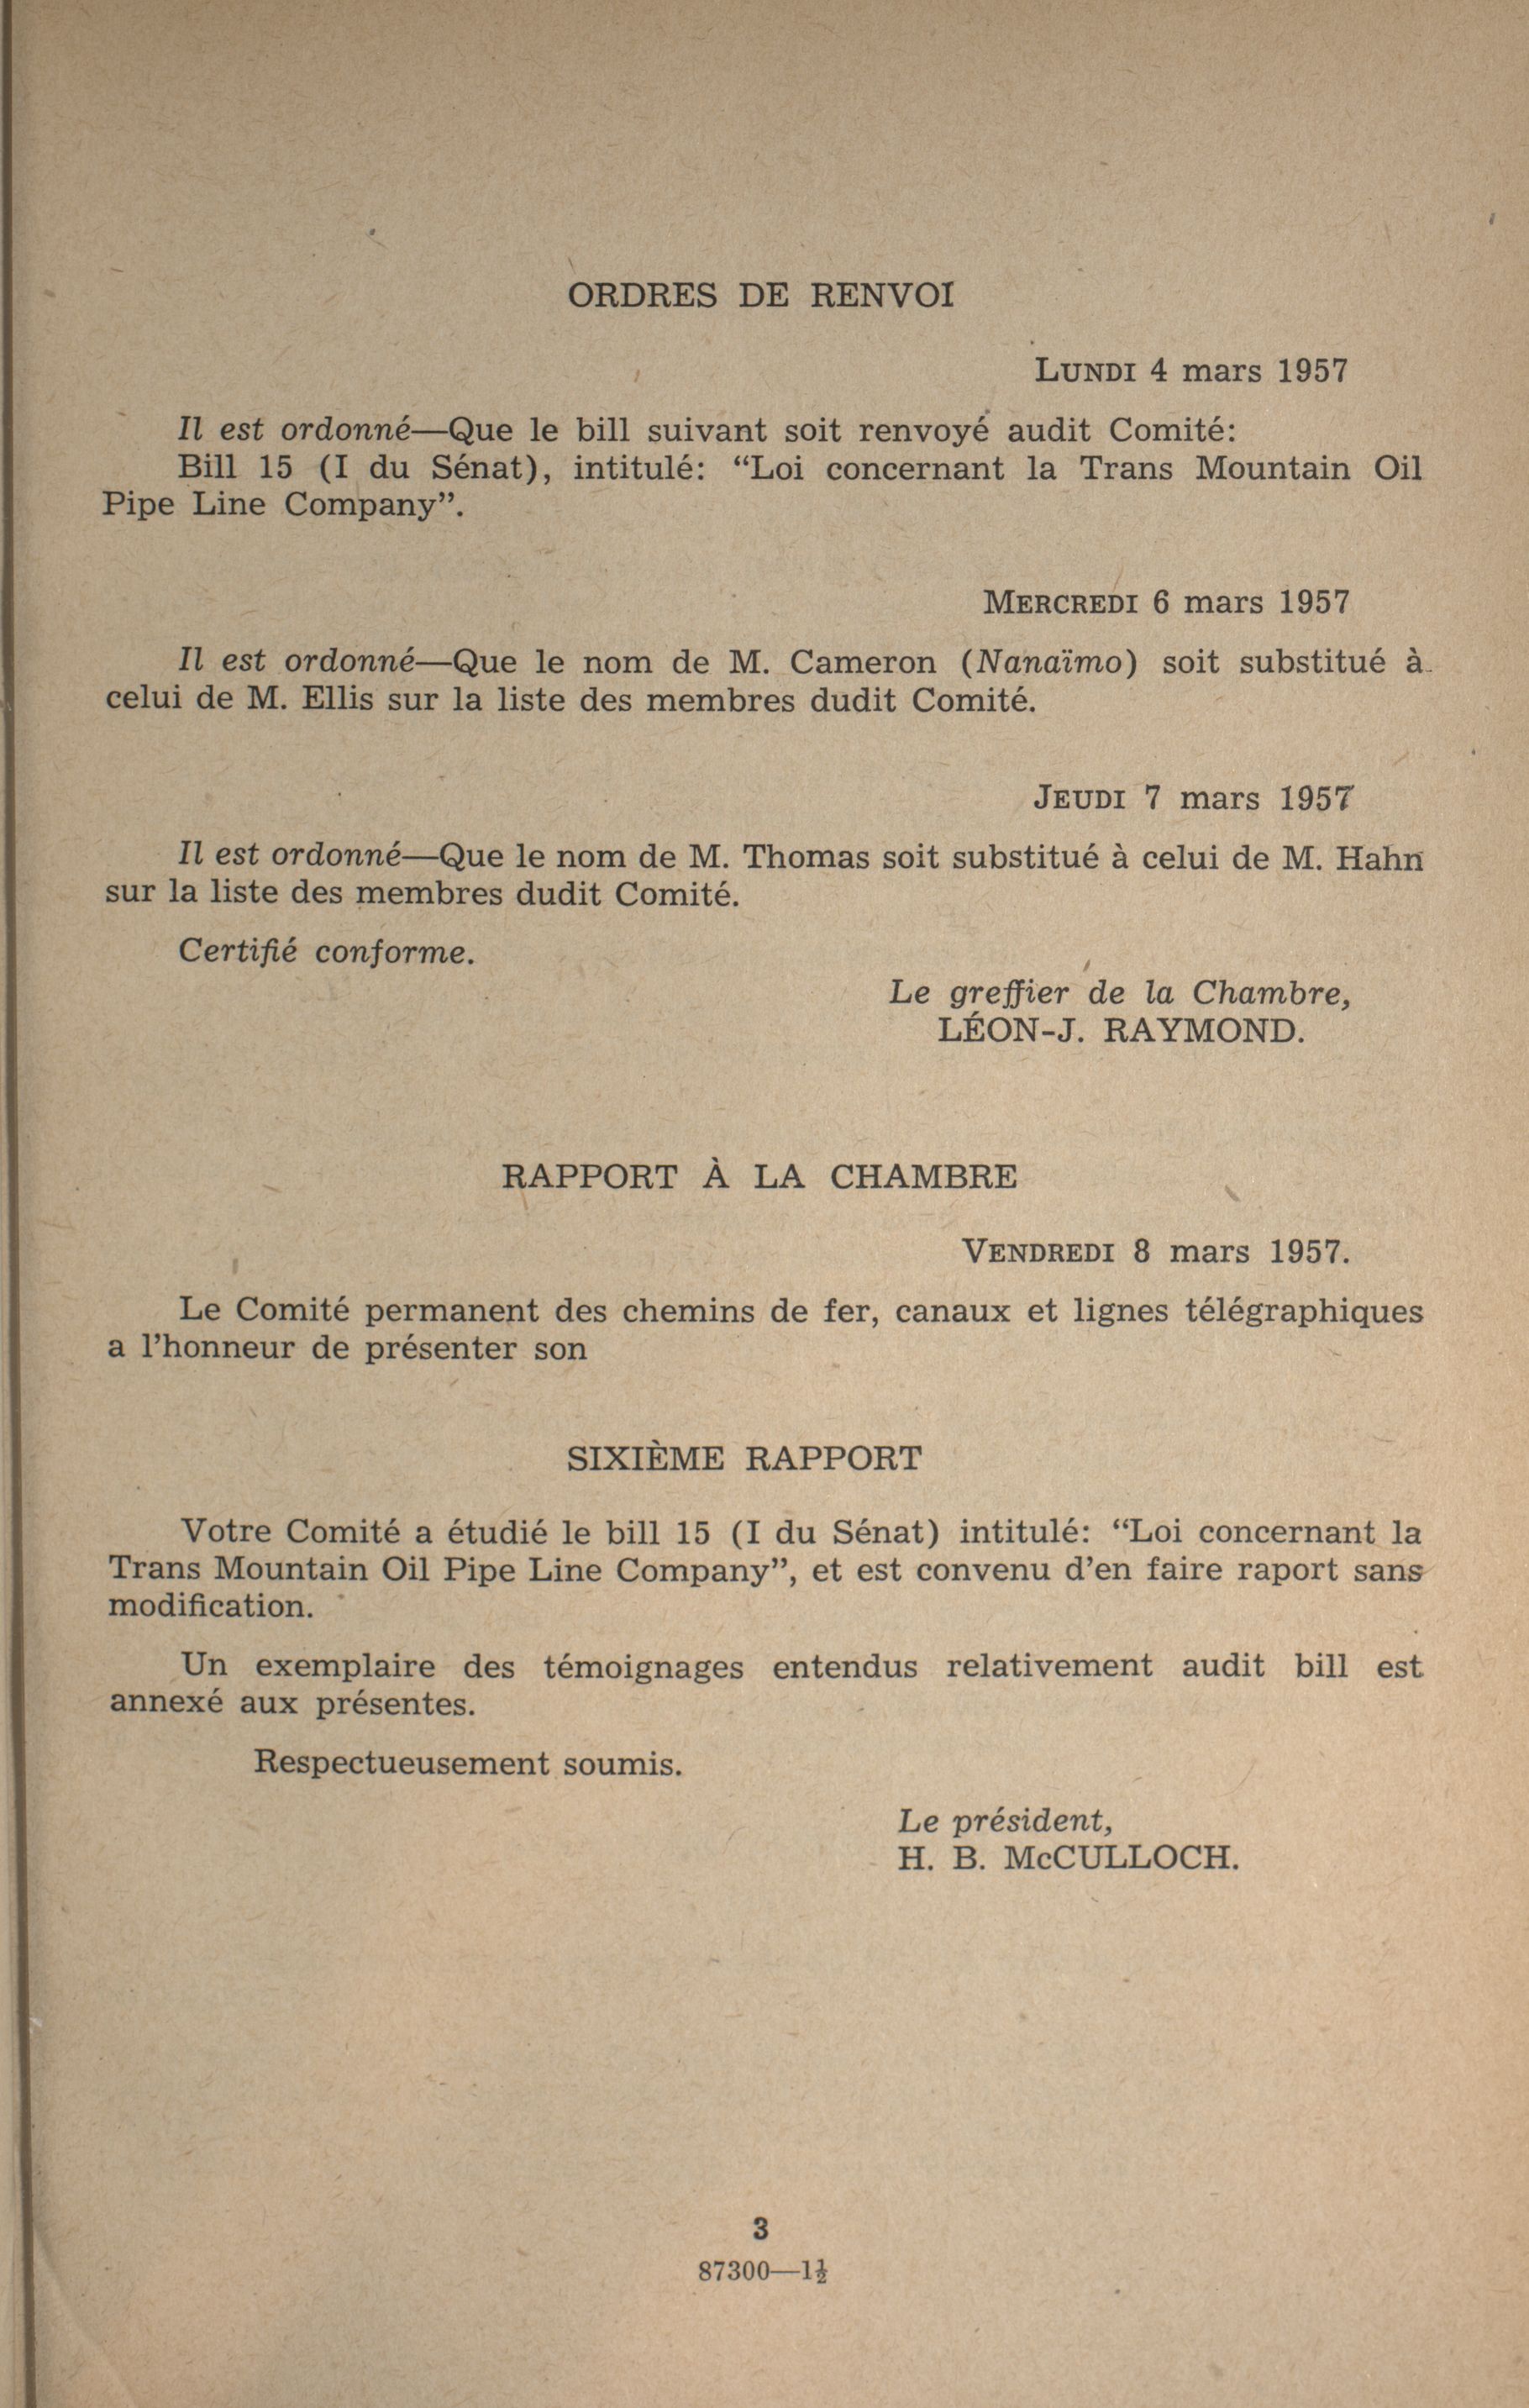 ORDRES DE RENVOI
LUNDI 4 mars 1957
Il est ordonné—Que le bill suivant soit renvoyé audit Comité:
Bill 15 (I du Sénat), intitulé: “Loi concernant la Trans Mountain Oil
Pipe Line Company”.
MERCREDI 6 mars 1957
Il est ordonné—Que le nom de M. Cameron (Nanaïmo) soit substitué à
celui de M. Ellis sur la liste des membres dudit Comité.
JEUDI 7 mars 1957
Il est ordonné—Que le nom de M. Thomas soit substitué à celui de M. Hahn
sur la liste des membres dudit Comité.
Certifié conforme.
Le greffier de la Chambre,
LÉON-J. RAYMOND.
RAPPORT À LA CHAMBRE
VENDREDI 8 mars 1957.
Le Comité permanent des chemins de fer, canaux et lignes télégraphiques
a l’honneur de présenter son
SIXIÈME RAPPORT
Votre Comité a étudié le bill 15 (I du Sénat) intitulé: “Loi concernant la
Trans Mountain Oil Pipe Line Company”, et est convenu d’en faire raport sans
modification.
Un exemplaire des témoignages entendus relativement audit bill est
annexé aux présentes.
Respectueusement soumis.
Le président,
H. B. McCULLOCH.
3
87300—1½